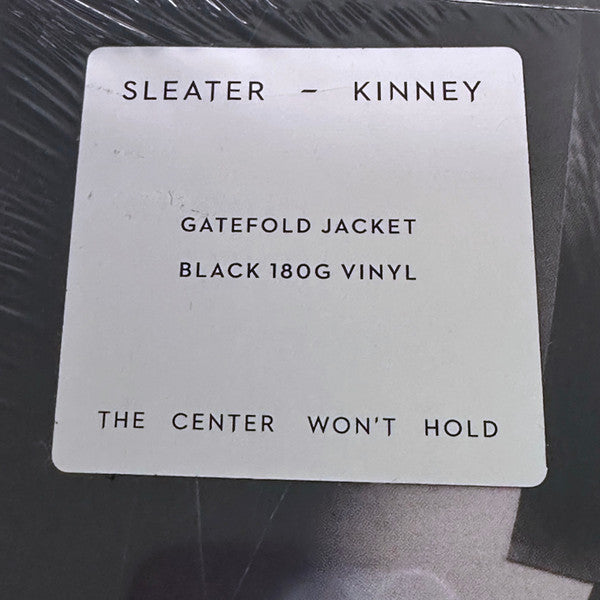 SLEATER - KINNEY
GATEFOLD JACKET
BLACK 180G VINYL
THE CENTER WON'T HOLD